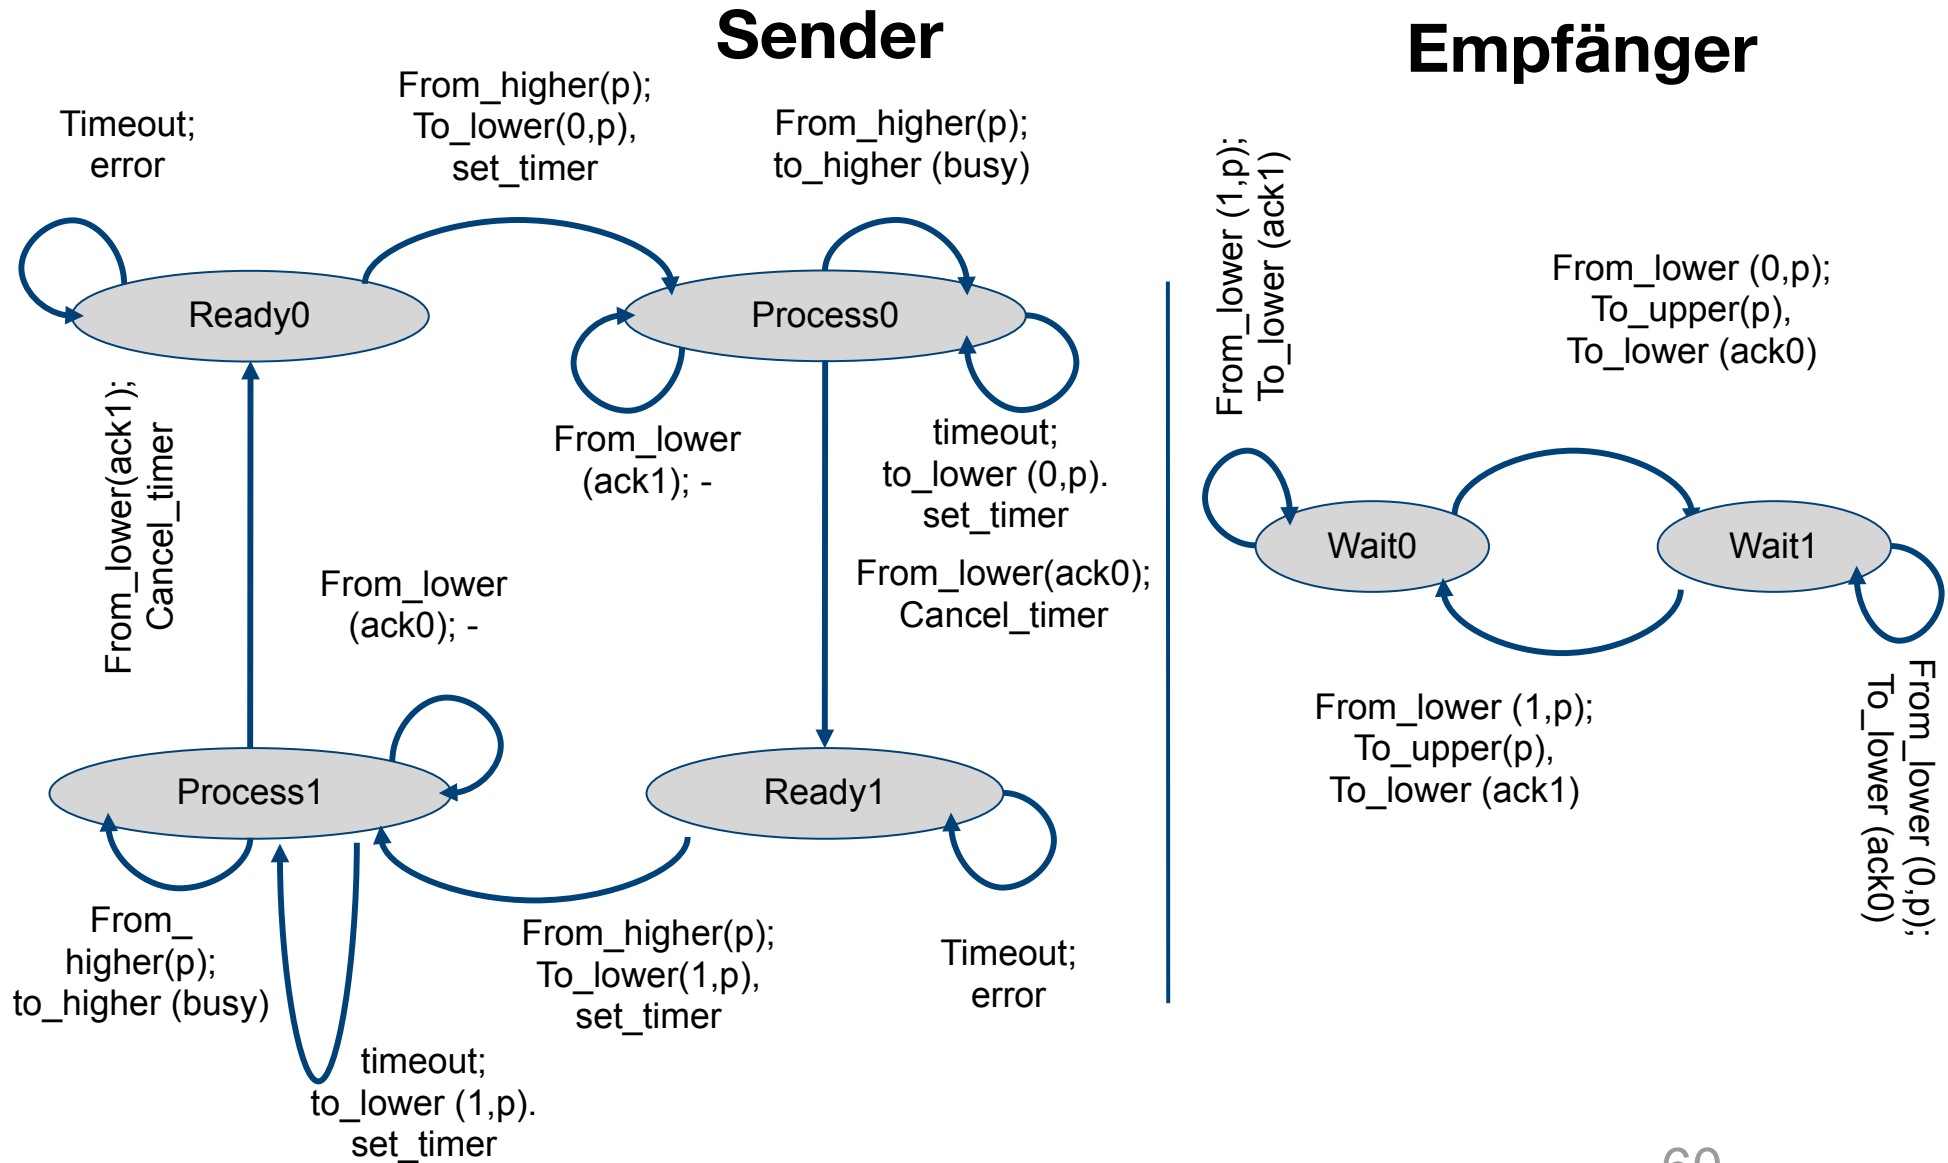 Sender
Empfänger
Timeout;
error
From_higher(p);
To_lower(0,p),
set_timer
From_higher(p);
to_higher (busy)
Ready0
Process0
From_lower(ack1);
Cancel_timer
From_lower
(ack1); -
timeout;
to_lower (0,p).
set_timer
From_lower
(ack0); -
From_lower(ack0);
Cancel_timer
Process1
Ready1
From_
higher(p);
to_higher (busy)
timeout;
to_lower (1,p).
set_timer
From_higher(p);
To_lower(1,p),
set_timer
Timeout;
error
From_lower (1,p);
To_lower (ack1)
From_lower (0,p);
To_upper(p),
To_lower (ack0)
Wait0
Wait1
From_lower (1,p);
To_upper(p),
To_lower (ack1)
From_lower (0,p);
To_lower (ack0)